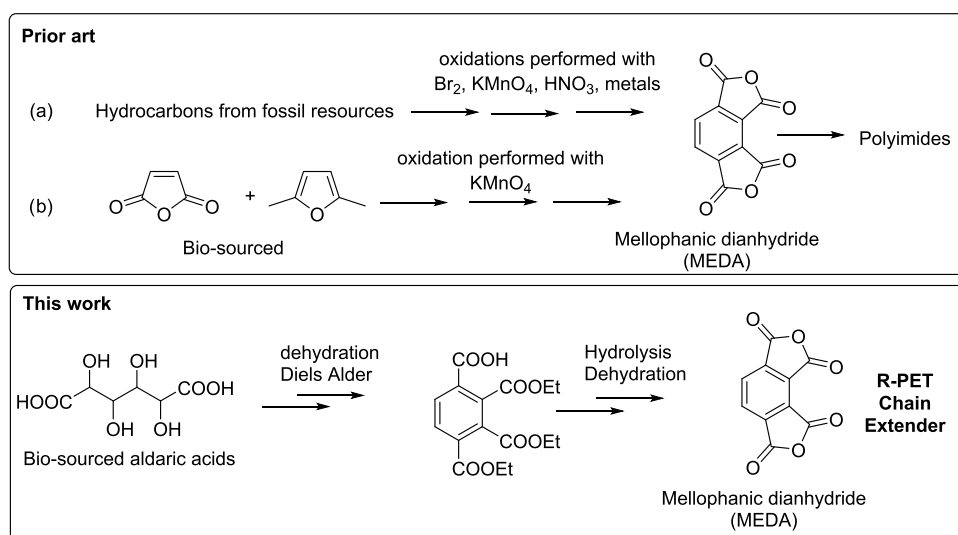 Prior art
oxidations performed with
Br2, KMnO4, HNO3, metals
(a) Hydrocarbons from fossil resources
Polyimides
oxidation performed with
KMnO4
(b) +
Bio-sourced
O O O
O
O
O
O
O
O
O
Mellophanic dianhydride
(MEDA)
This work
OH OH
HOOC COOH
OH OH
Bio-sourced aldaric acids
dehydration
Diels Alder
COOH
COOEt
COOEt
COOEt
Hydrolysis
Dehydration
O
O
O
O
O
O
R-PET
Chain
Extender
Mellophanic dianhydride
(MEDA)